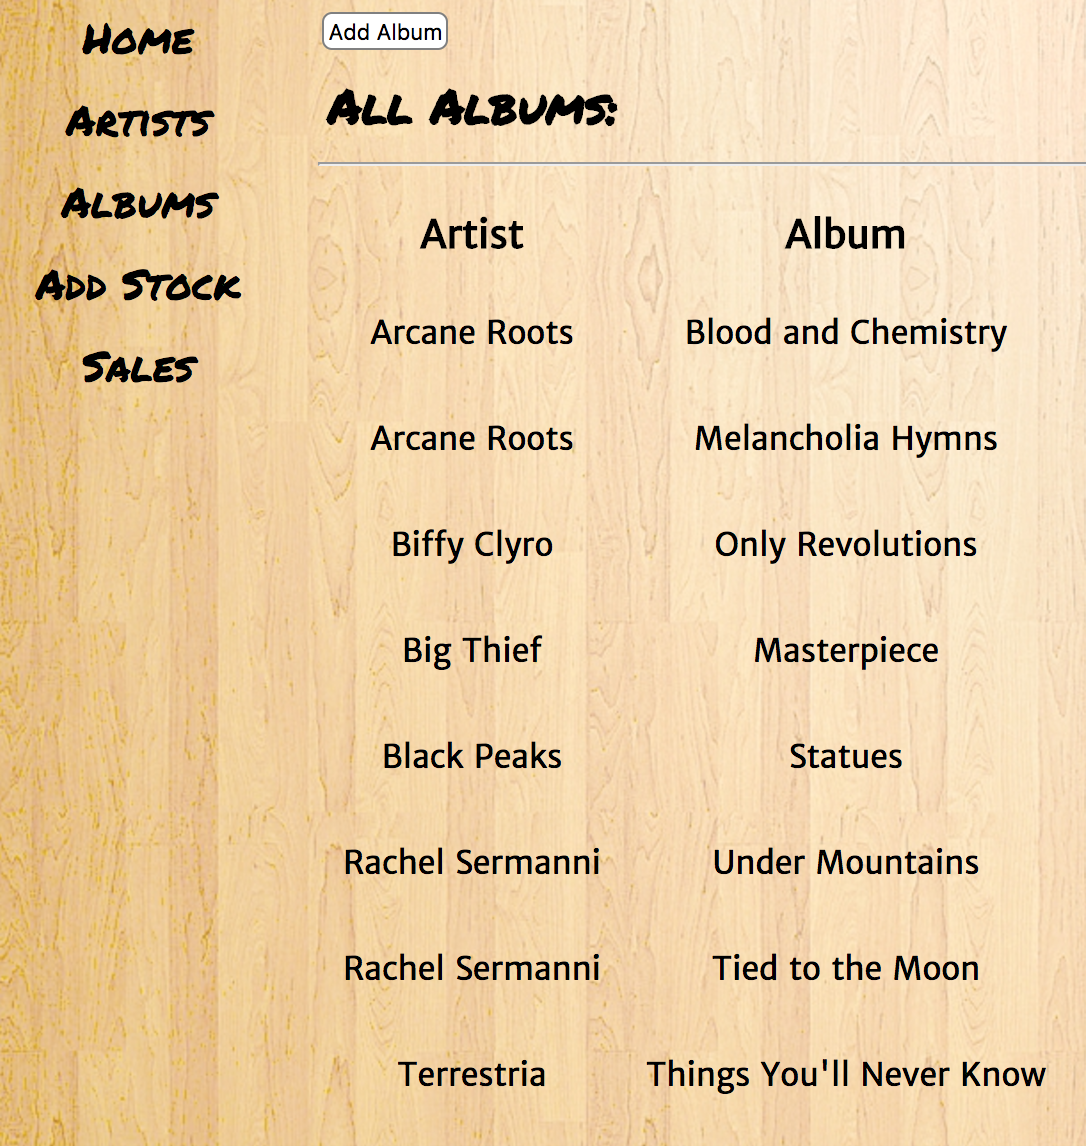 Home
Artists
Albums
Add Stock
Sales
Add Album
All Albums:
Artist Album
Arcane Roots Blood and Chemistry
Arcane Roots Melancholia Hymns
Biffy Clyro Only Revolutions
Big Thief Masterpiece
Black Peaks Statues
Rachel Sermanni Under Mountains
Rachel Sermanni Tied to the Moon
Terrestria Things You'll Never Know